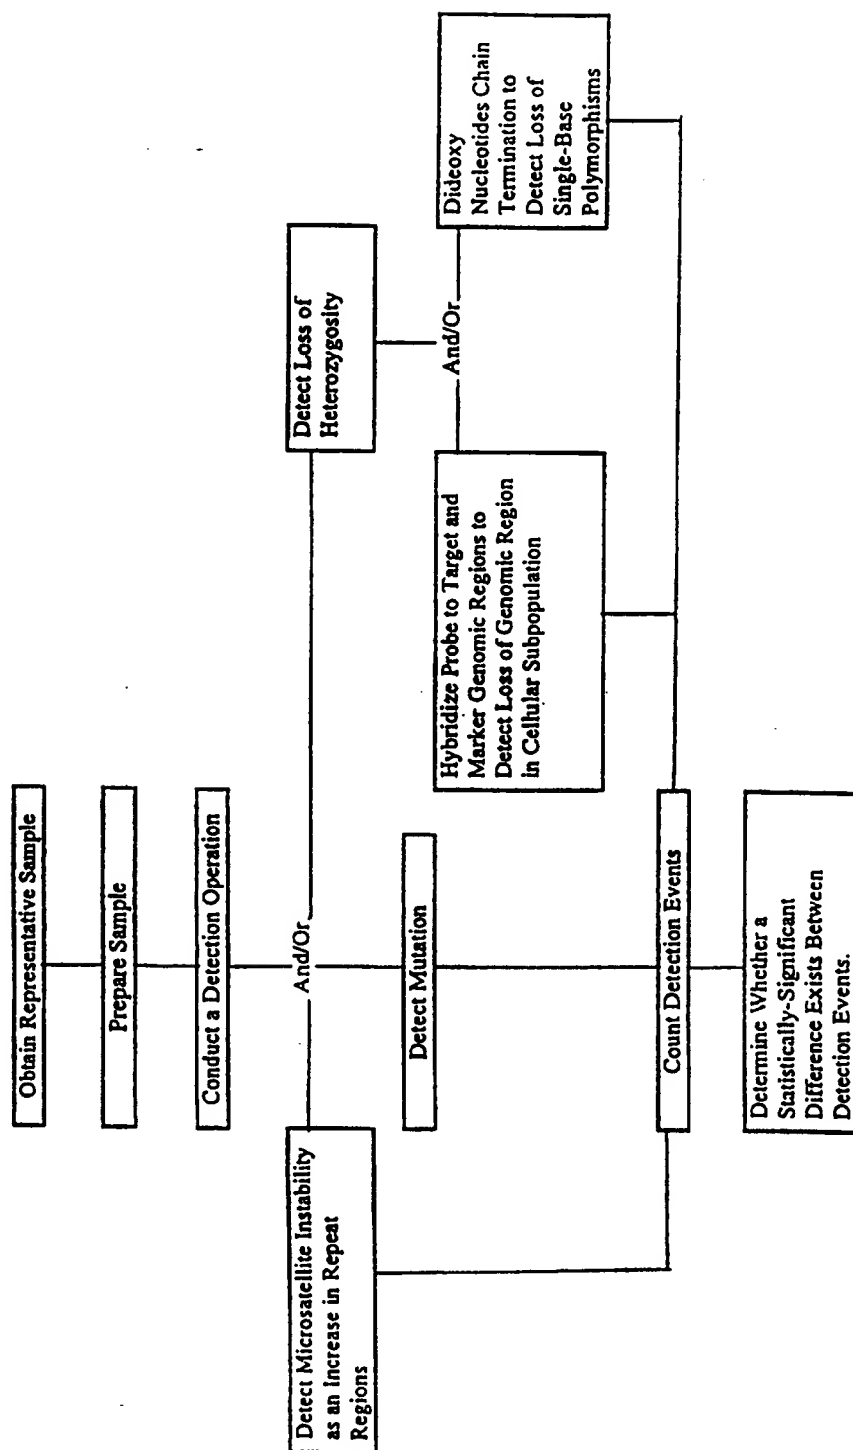 Obtain Representative Sample
Prepare Sample
Conduct a Detection Operation
And/Or
Detect Microsatellite Instability
as an Increase in Repeat
Regions
Detect Mutation
Detect Loss of
Heterozygosity
And/Or
Hybridize Probe to Target and
Marker Genomic Regions to
Detect Loss of Genomic Region
in Cellular Subpopulation
Dideoxy
Nucleotides Chain
Termination to
Detect Loss of
Single-Base
Polymorphisms
Count Detection Events
Determine Whether a
Statistically-Significant
Difference Exists Between
Detection Events.